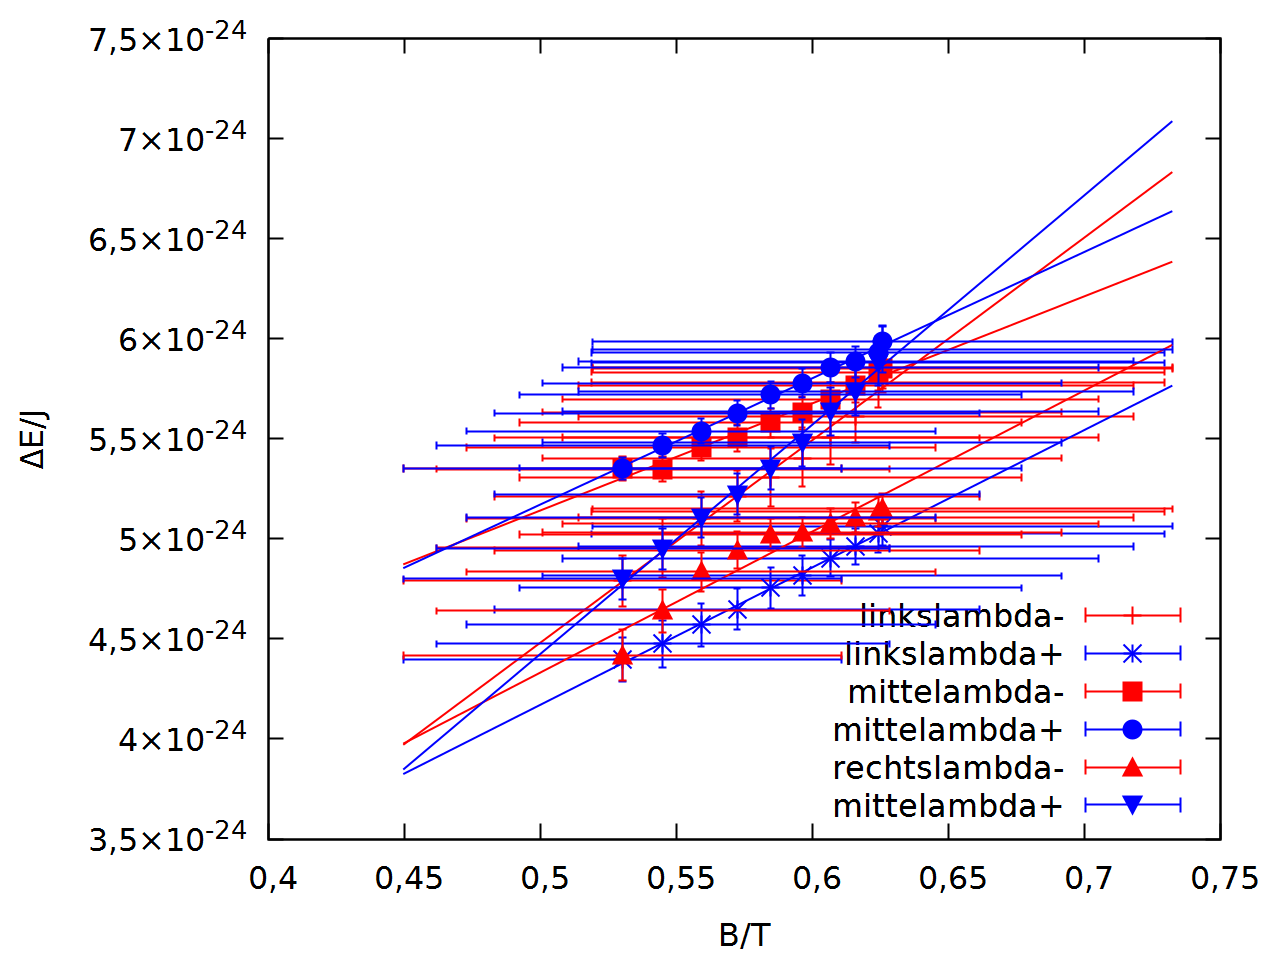 7,5×10⁻²⁴
7×10⁻²⁴
6,5×10⁻²⁴
6×10⁻²⁴
5,5×10⁻²⁴
5×10⁻²⁴
4,5×10⁻²⁴
4×10⁻²⁴
3,5×10⁻²⁴
ΔE/J
linkslambda-
linkslambda+
mittelambda-
mittelambda+
rechtslambda-
mittelambda+
0,4 0,45 0,5 0,55 0,6 0,65 0,7 0,75
B/T